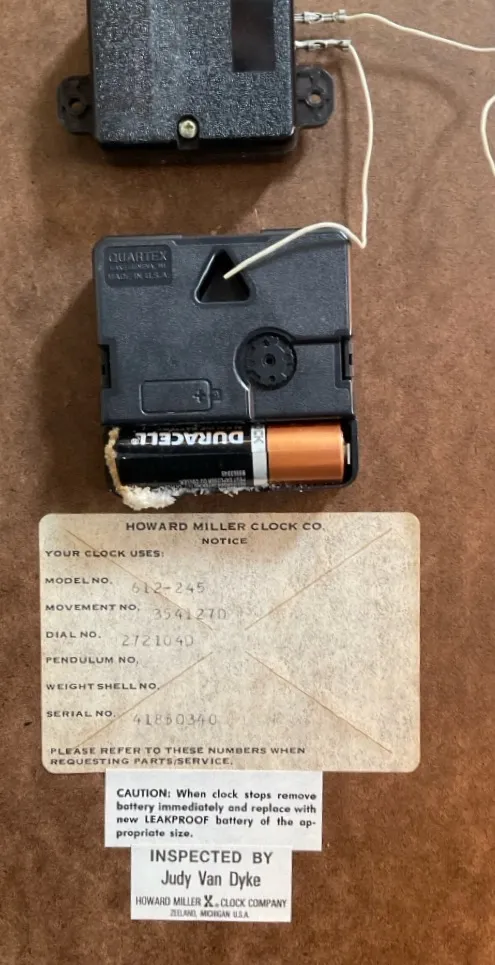 QUARTEX
MADE IN U.S.A.
+
DURACELL®
HOWARD MILLER CLOCK CO.
NOTICE
YOUR CLOCK USES:
MODEL NO. 612-245
MOVEMENT NO. 354127D
DIAL NO. 272104D
PENDULUM NO.
WEIGHT SHELL NO.
SERIAL NO. 41850340
PLEASE REFER TO THESE NUMBERS WHEN
REQUESTING PARTS/SERVICE.
CAUTION: When clock stops remove
battery immediately and replace with
new LEAKPROOF battery of the ap-
propriate size.
INSPECTED BY
Judy Van Dyke
HOWARD MILLER CLOCK COMPANY
ZEELAND, MICHIGAN U.S.A.